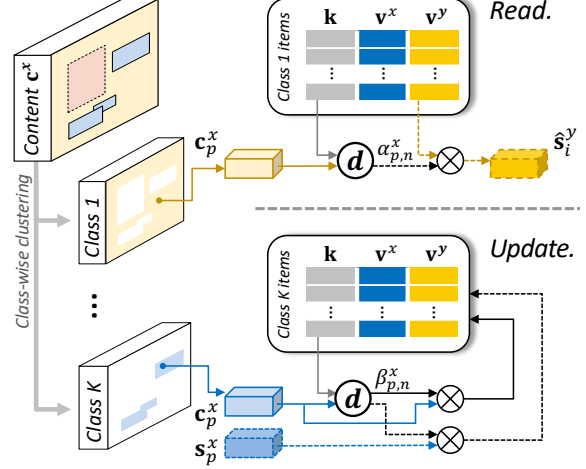 Content c^x
Class-wise clustering
Class 1
...
Class K
Read.
Class 1 items
k v^x v^y
⋮ ⋮ ⋮
c_p^x
d
α_{p,n}^x
ŝ_i^y
Update.
Class K items
k v^x v^y
⋮ ⋮ ⋮
c_p^x
d
β_{p,n}^x
s_p^x